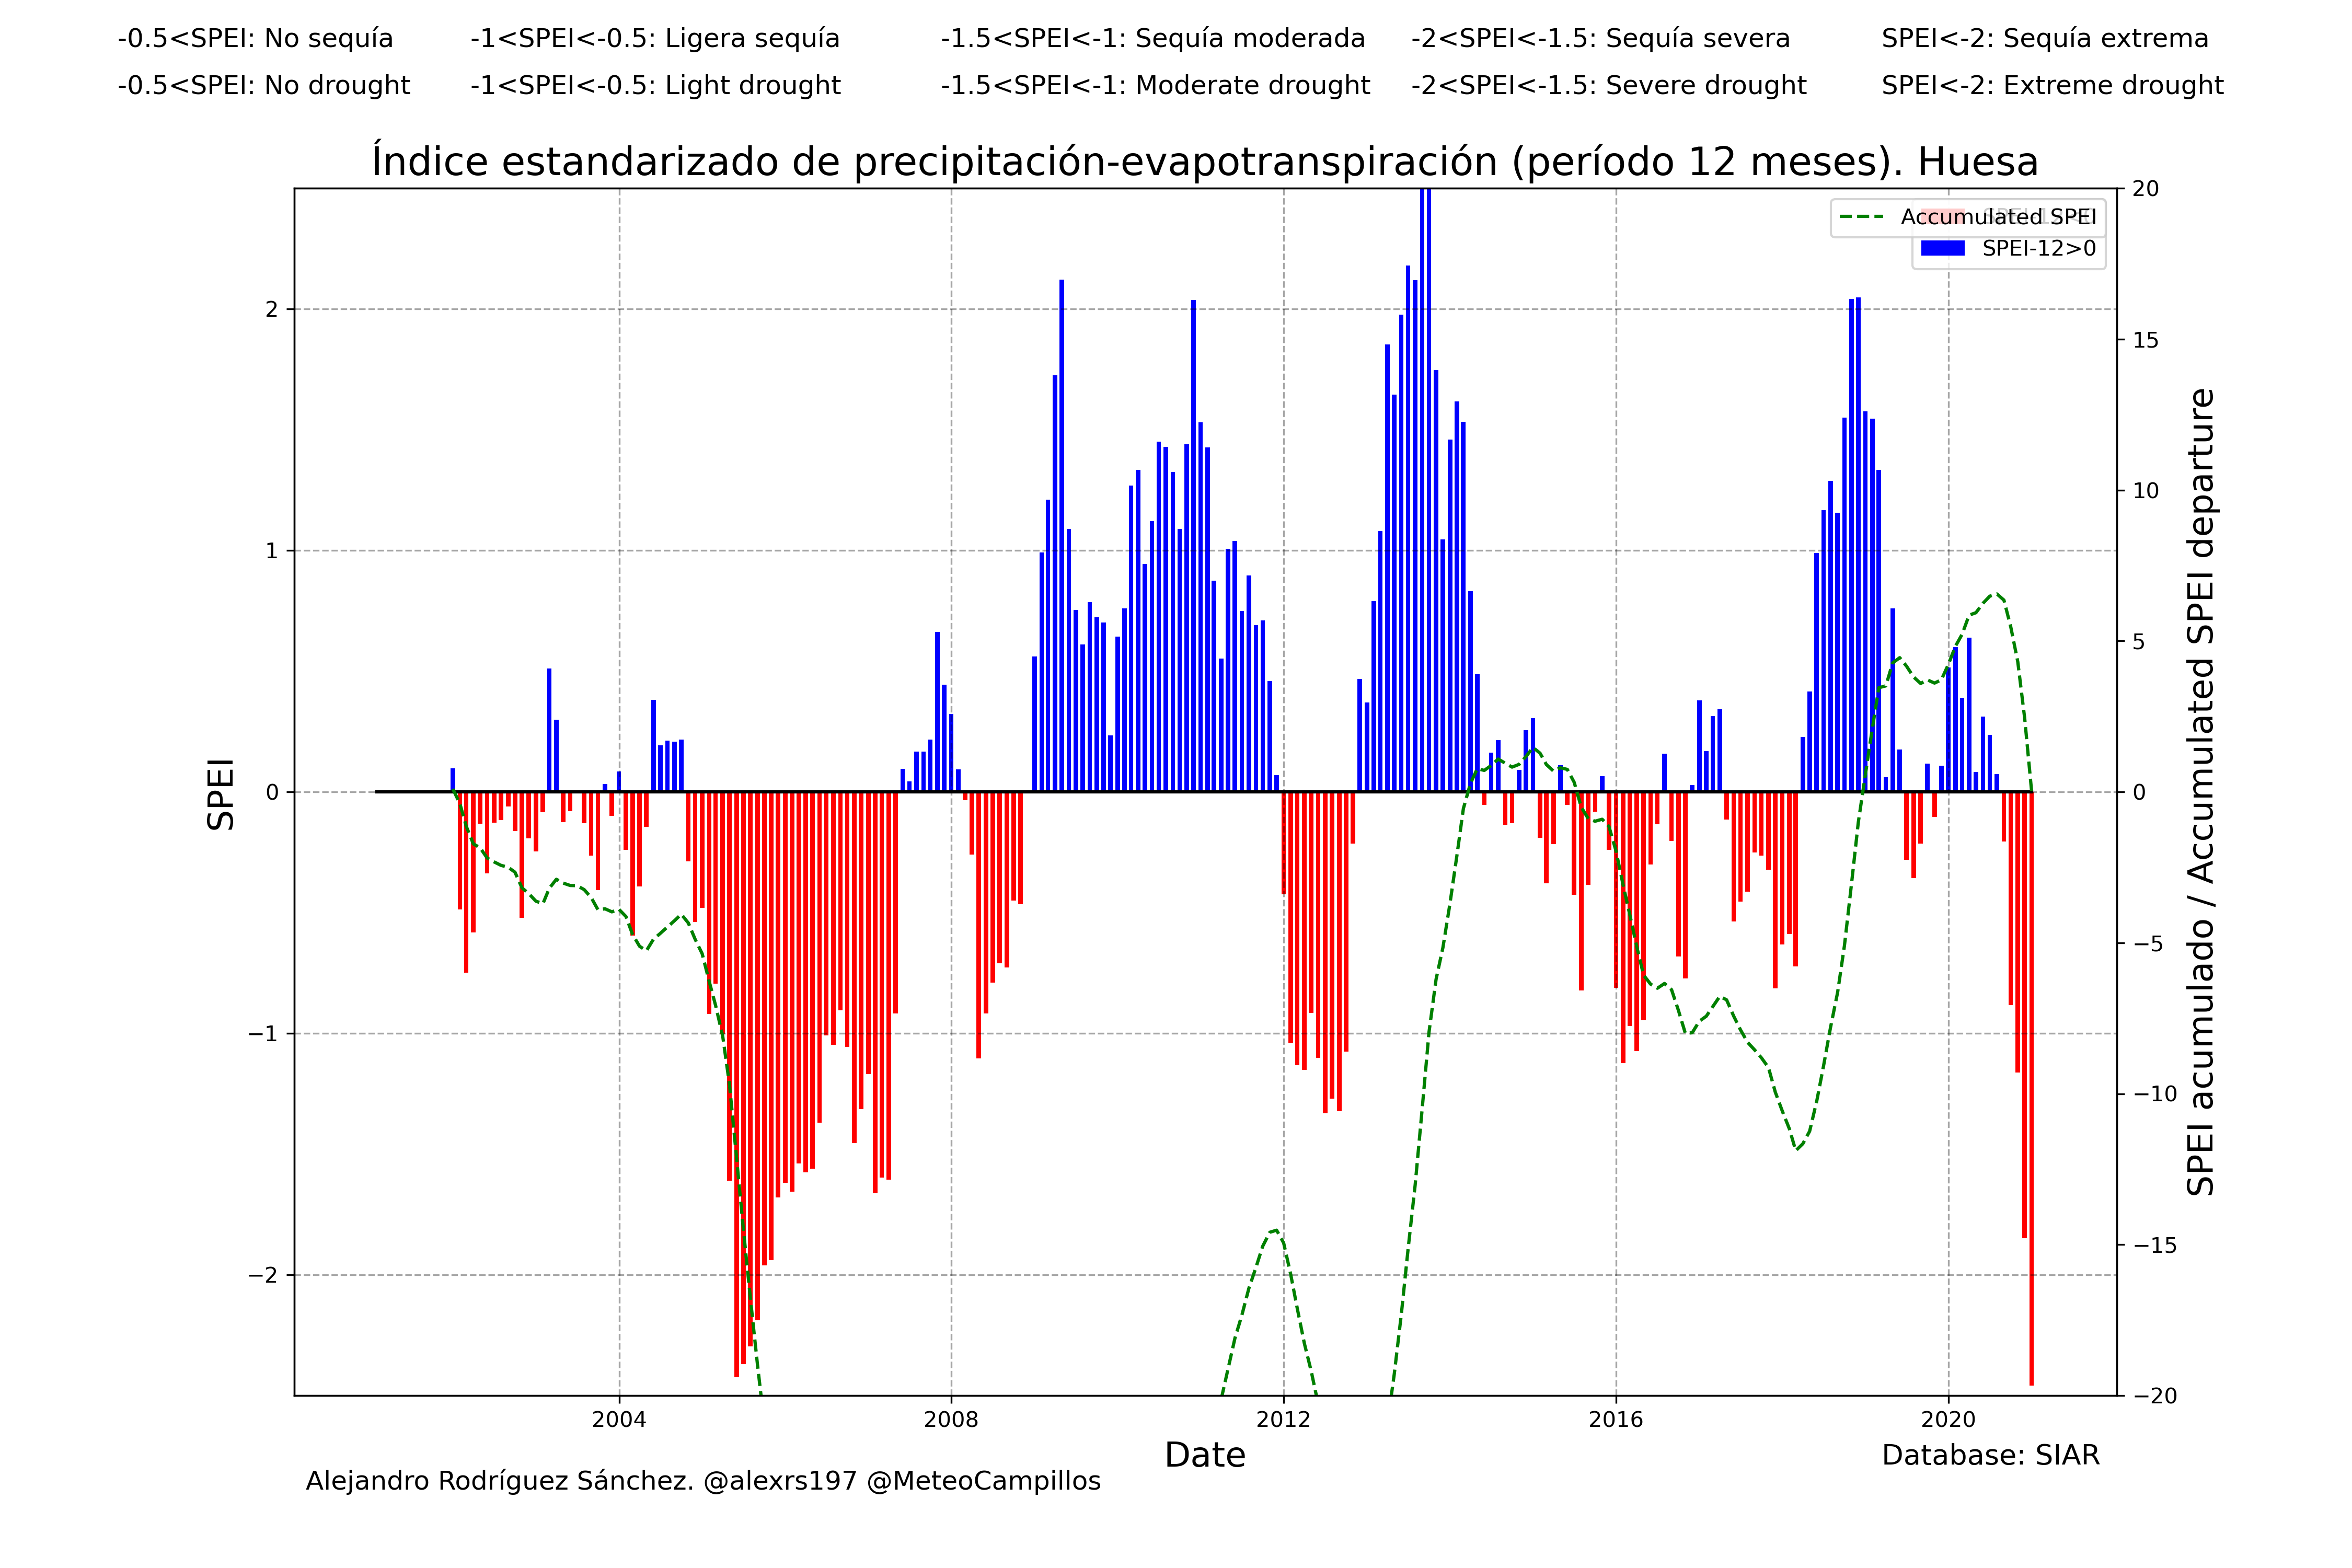 -0.5<SPEI: No sequía -1<SPEI<-0.5: Ligera sequía -1.5<SPEI<-1: Sequía moderada -2<SPEI<-1.5: Sequía severa SPEI<-2: Sequía extrema
-0.5<SPEI: No drought -1<SPEI<-0.5: Light drought -1.5<SPEI<-1: Moderate drought -2<SPEI<-1.5: Severe drought SPEI<-2: Extreme drought
Índice estandarizado de precipitación-evapotranspiración (período 12 meses). Huesa
Accumulated SPEI
SPEI-12>0
SPEI
2
1
0
−1
−2
20
15
10
5
0
−5
−10
−15
−20
SPEI acumulado / Accumulated SPEI departure
2004 2008 2012 2016 2020
Date
Database: SIAR
Alejandro Rodríguez Sánchez. @alexrs197 @MeteoCampillos